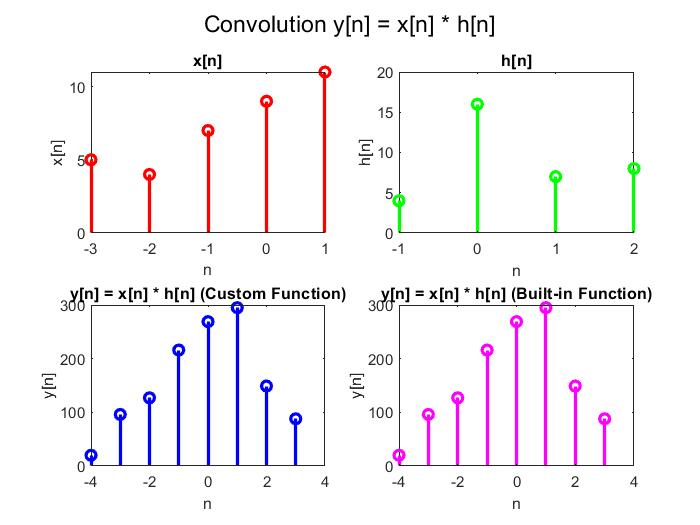 Convolution y[n] = x[n] * h[n]
x[n]
10
5
0
x[n]
-3 -2 -1 0 1
n
h[n]
20
15
10
5
0
h[n]
-1 0 1 2
n
y[n] = x[n] * h[n] (Custom Function)
300
200
100
0
y[n]
-4 -2 0 2 4
n
y[n] = x[n] * h[n] (Built-in Function)
300
200
100
0
y[n]
-4 -2 0 2 4
n